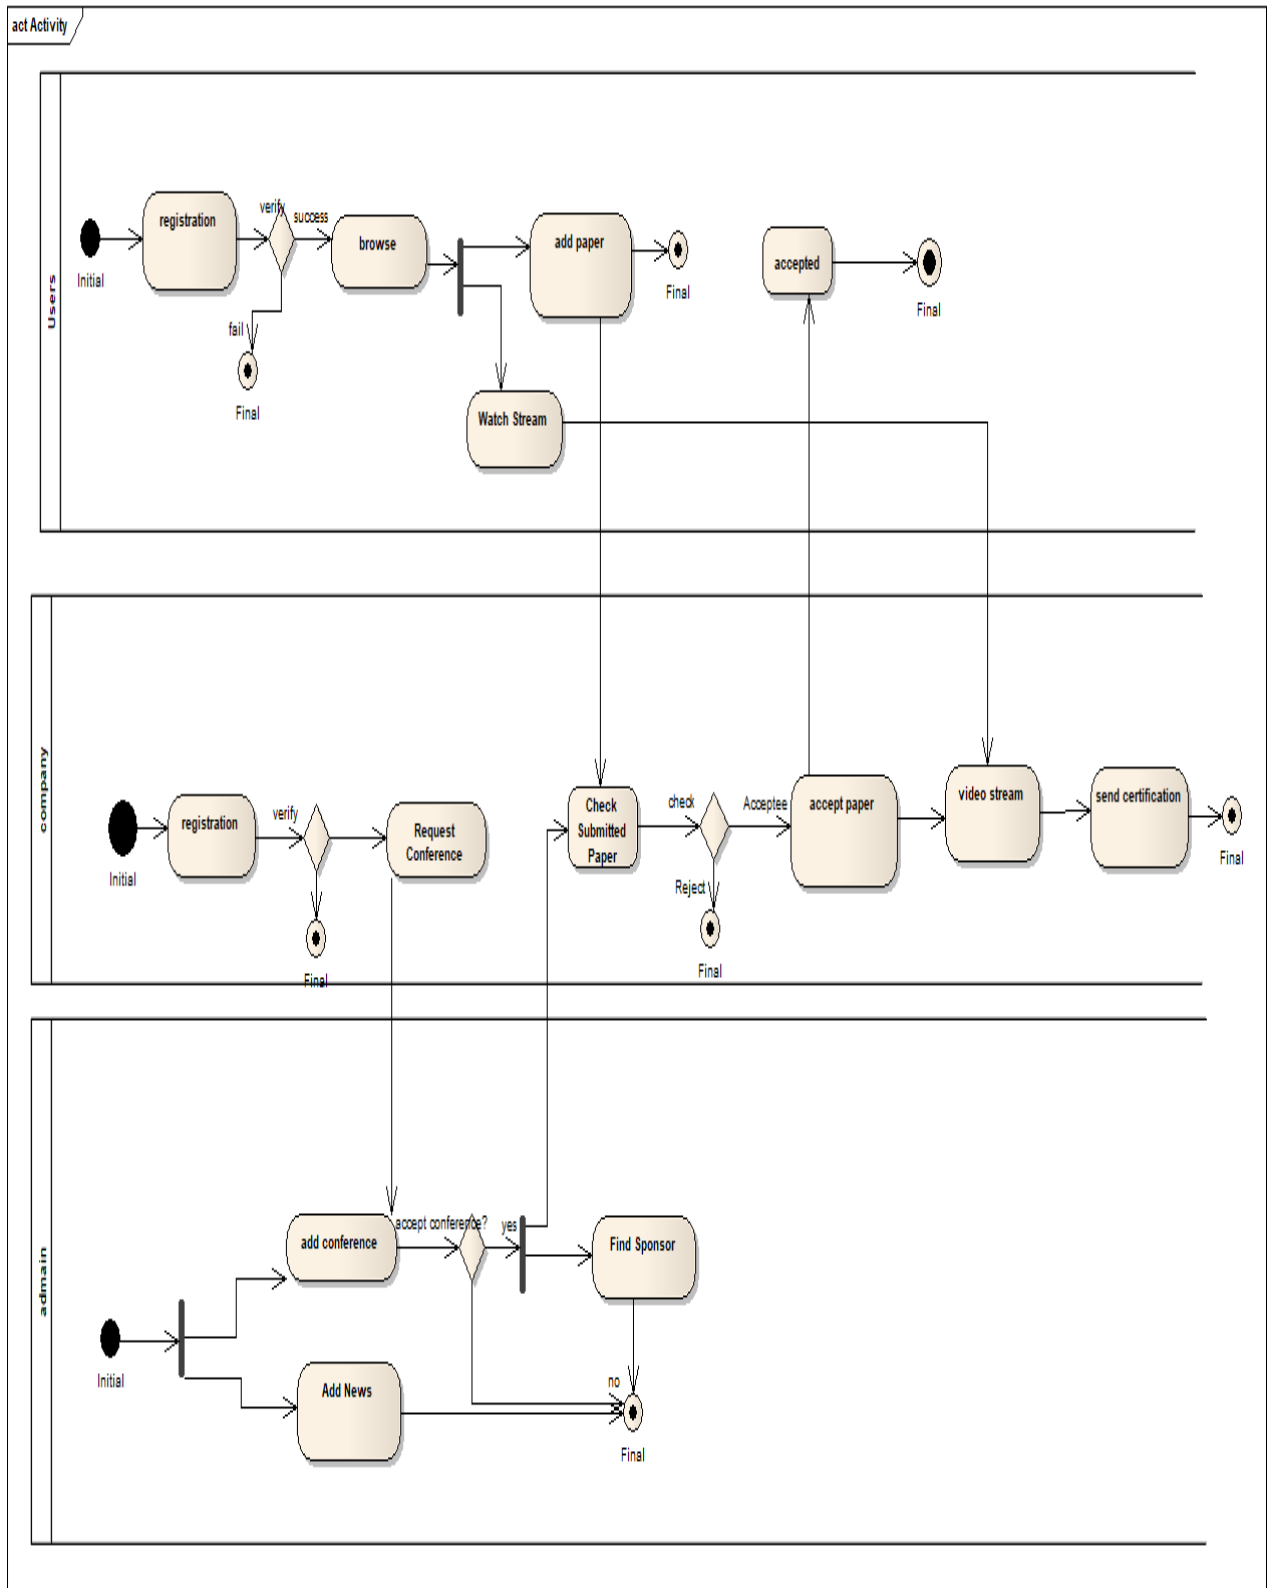 act Activity
Users
Initial
registration
verify
success
fail
Final
browse
add paper
Final
Watch Stream
accepted
Final
company
Initial
registration
verify
Final
Request
Conference
Check
Submitted
Paper
check
Acceptee
Reject
Final
accept paper
video stream
send certification
Final
admain
Initial
add conference
accept conference?
yes
Find Sponsor
Add News
no
Final